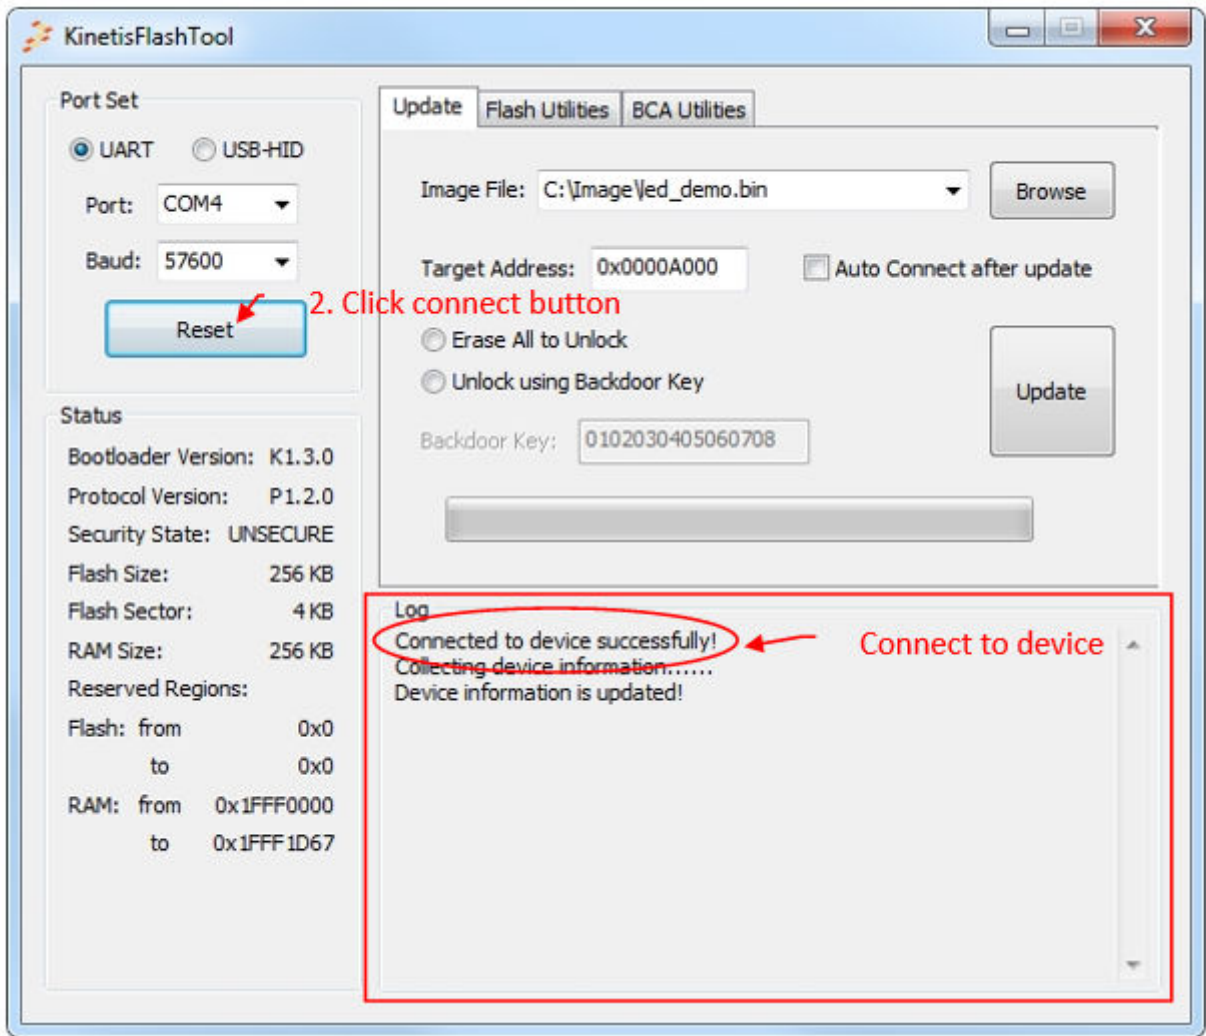 KinetisFlashTool
Port Set
UART USB-HID
Port: COM4
Baud: 57600
Reset
2. Click connect button
Update Flash Utilities BCA Utilities
Image File: C:\Image\led_demo.bin Browse
Target Address: 0x0000A000 Auto Connect after update
Erase All to Unlock
Unlock using Backdoor Key
Update
Backdoor Key: 0102030405060708
Status
Bootloader Version: K1.3.0
Protocol Version: P1.2.0
Security State: UNSECURE
Flash Size: 256 KB
Flash Sector: 4 KB
RAM Size: 256 KB
Reserved Regions:
Flash: from 0x0
to 0x0
RAM: from 0x1FFF0000
to 0x1FFF1D67
Log
Connected to device successfully!
Connect to device
Collecting device information......
Device information is updated!